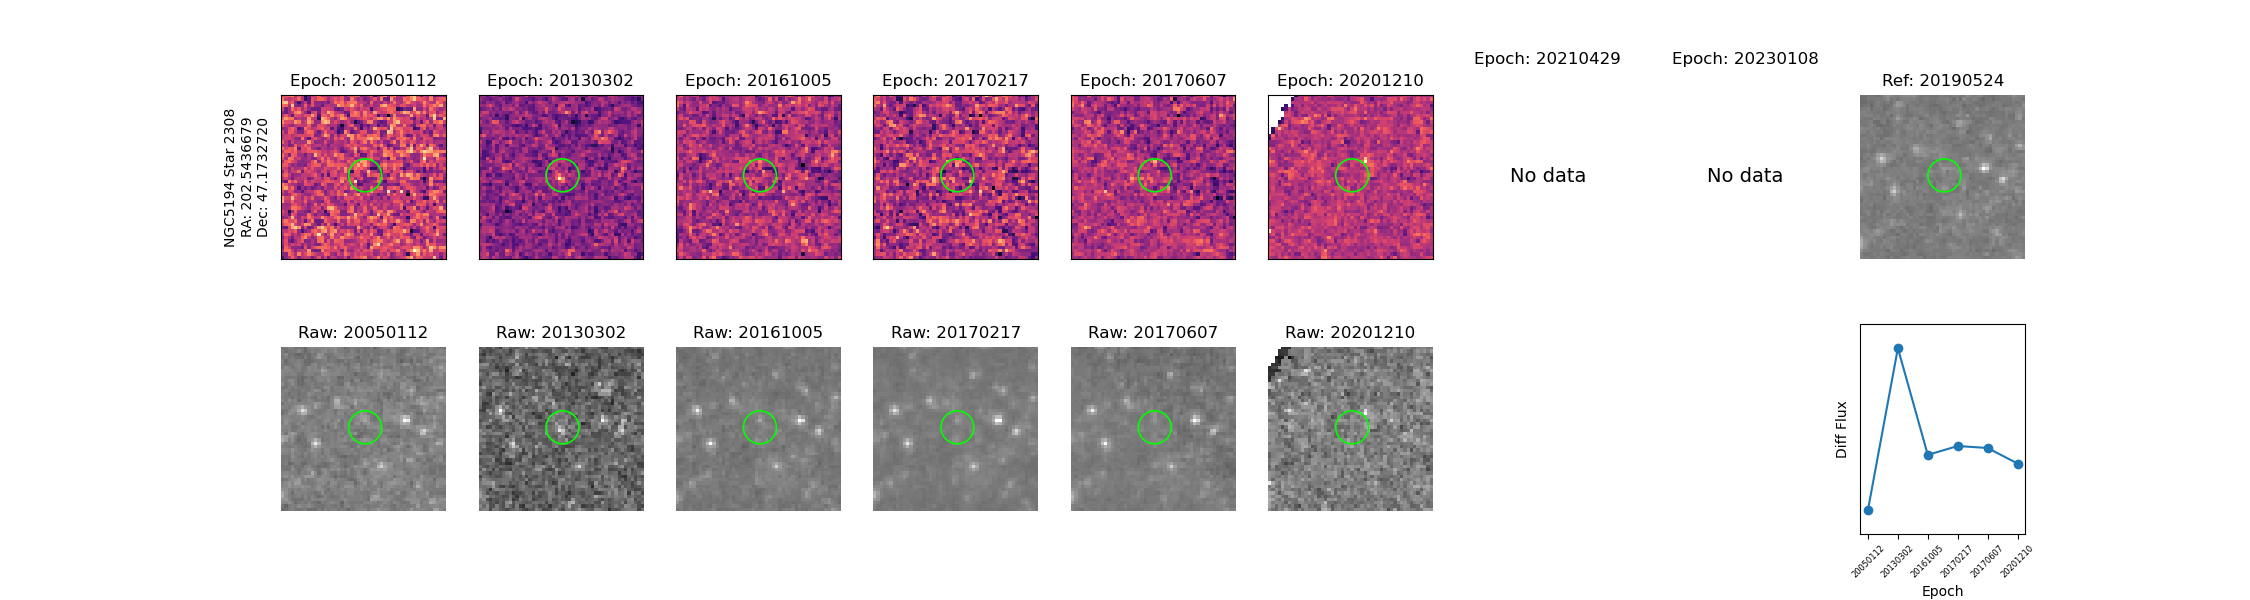 NGC5194 Star 2308
RA: 202.5436679
Dec: 47.1732720
Epoch: 20050112
Epoch: 20130302
Epoch: 20161005
Epoch: 20170217
Epoch: 20170607
Epoch: 20201210
Epoch: 20210429
Epoch: 20230108
Ref: 20190524
No data
No data
Raw: 20050112
Raw: 20130302
Raw: 20161005
Raw: 20170217
Raw: 20170607
Raw: 20201210
Diff Flux
20050112
20130302
20161005
20170217
20170607
20201210
Epoch